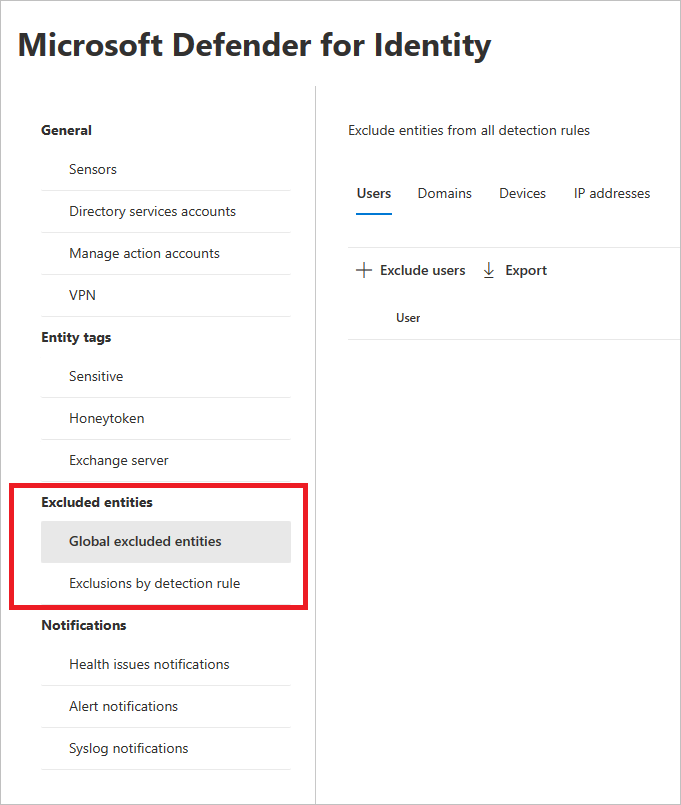 Microsoft Defender for Identity
General
Sensors
Directory services accounts
Manage action accounts
VPN
Entity tags
Sensitive
Honeytoken
Exchange server
Excluded entities
Global excluded entities
Exclusions by detection rule
Notifications
Health issues notifications
Alert notifications
Syslog notifications
Exclude entities from all detection rules
Users Domains Devices IP addresses
Exclude users Export
User